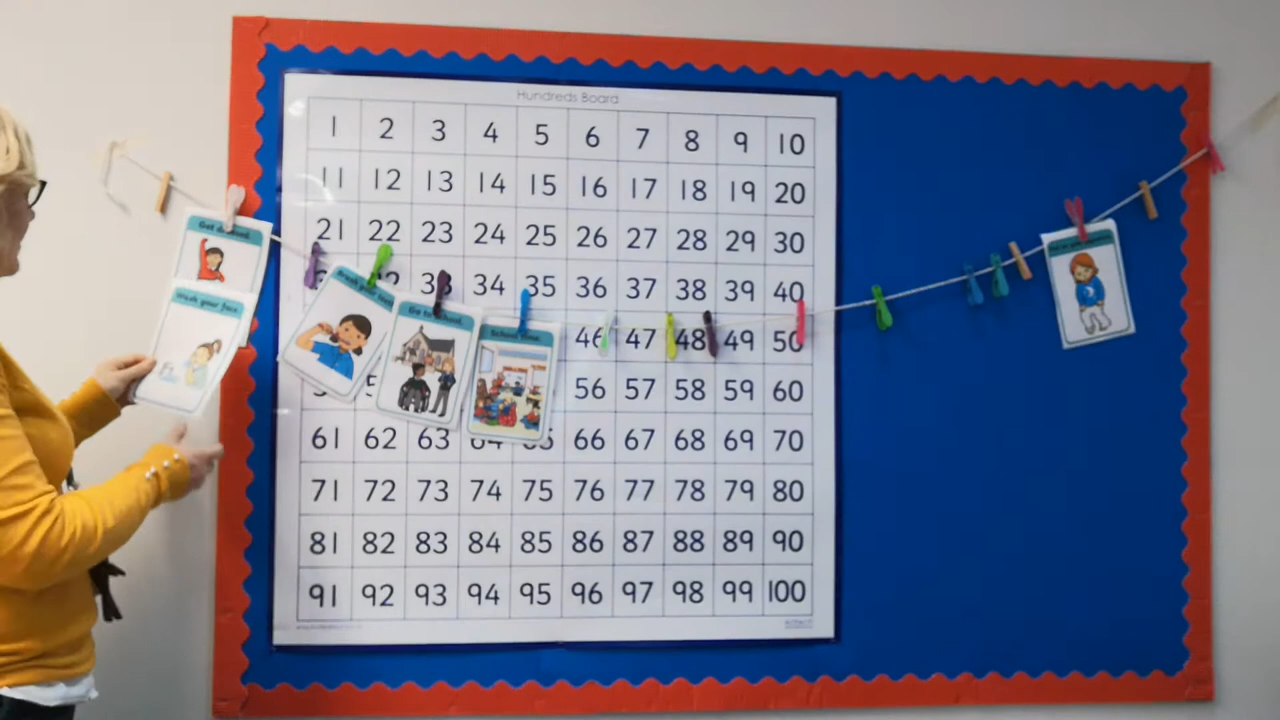 Hundreds Board
1 2 3 4 5 6 7 8 9 10
11 12 13 14 15 16 17 18 19 20
21 22 23 24 25 26 27 28 29 30
34 35 36 37 38 39 40
46 47 48 49 50
56 57 58 59 60
61 62 63 64 65 66 67 68 69 70
71 72 73 74 75 76 77 78 79 80
81 82 83 84 85 86 87 88 89 90
91 92 93 94 95 96 97 98 99 100
Get dressed.
Wash your face.
Brush your teeth.
Go to school.
School time.